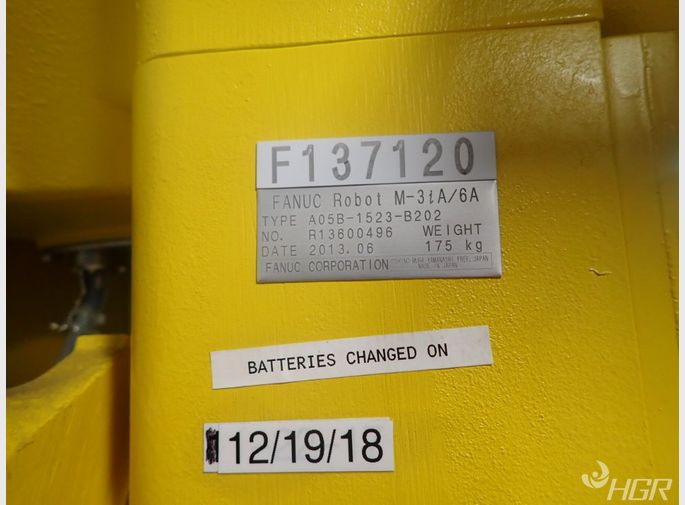 F137120
FANUC Robot M-3iA/6A
TYPE A05B-1523-B202
NO. R13600496 WEIGHT
DATE 2013.06 175 kg
FANUC CORPORATION
MADE IN JAPAN
BATTERIES CHANGED ON
12/19/18
HGR